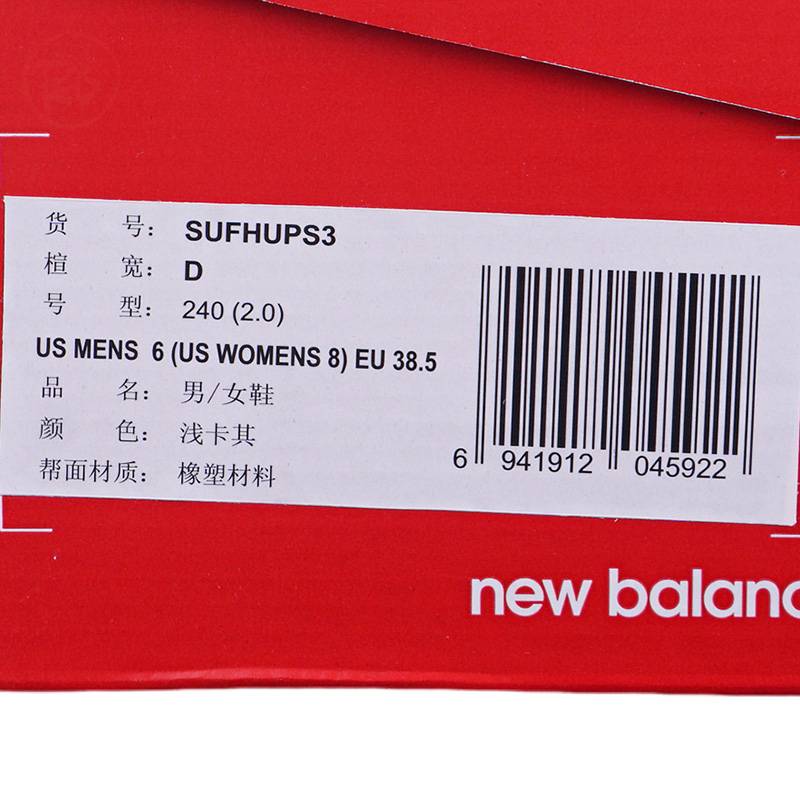 货 号: SUFHUPS3
楦 宽: D
号 型: 240 (2.0)
US MENS 6 (US WOMENS 8) EU 38.5
品 名: 男/女鞋
颜 色: 浅卡其
帮面材质: 橡塑材料
6 941912 045922
new balanc